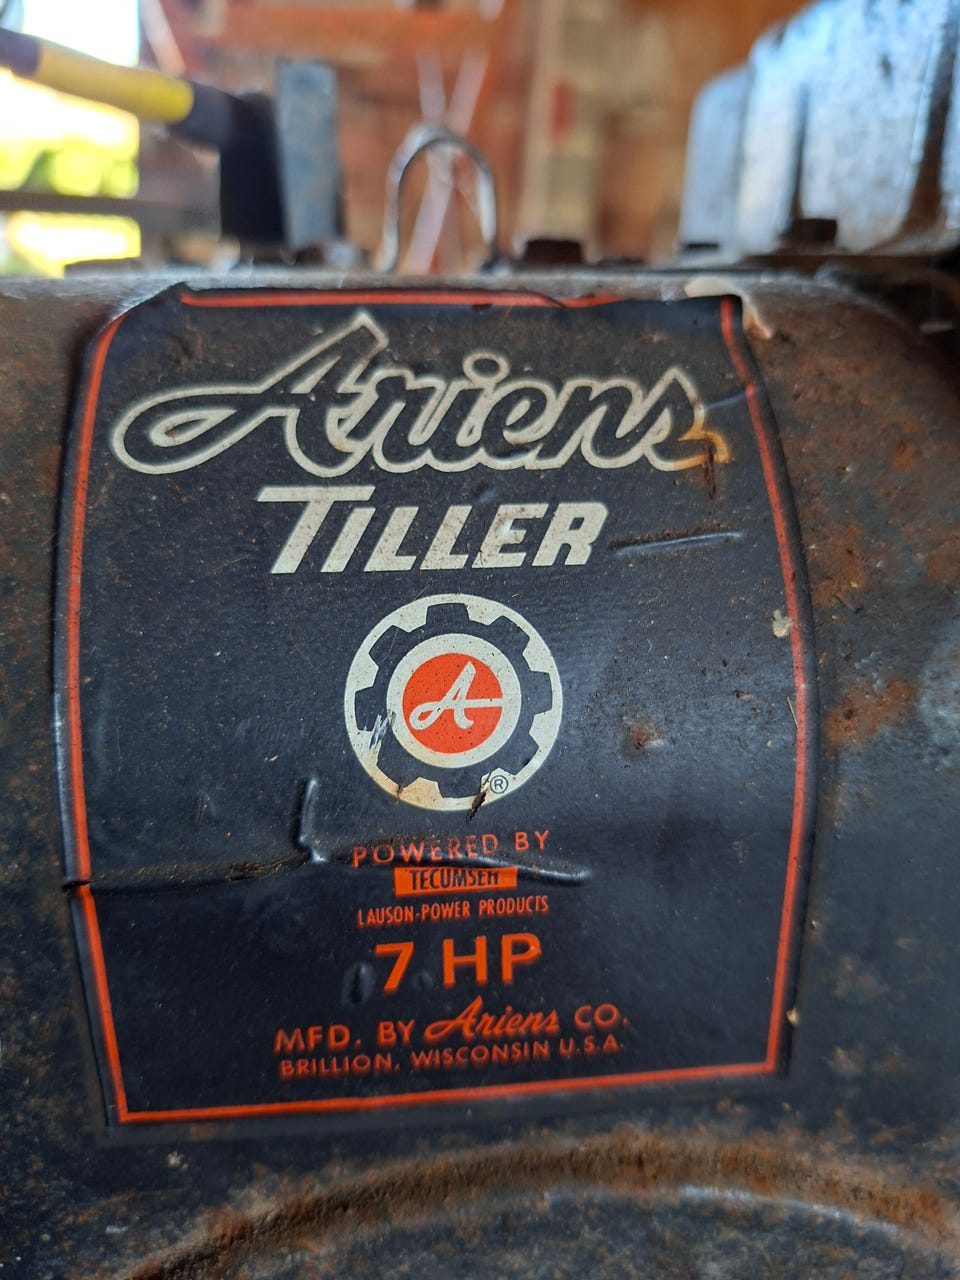 Ariens
TILLER
A
®
POWERED BY
TECUMSEH
LAUSON-POWER PRODUCTS
7 HP
MFD. BY Ariens CO.
BRILLION, WISCONSIN U.S.A.